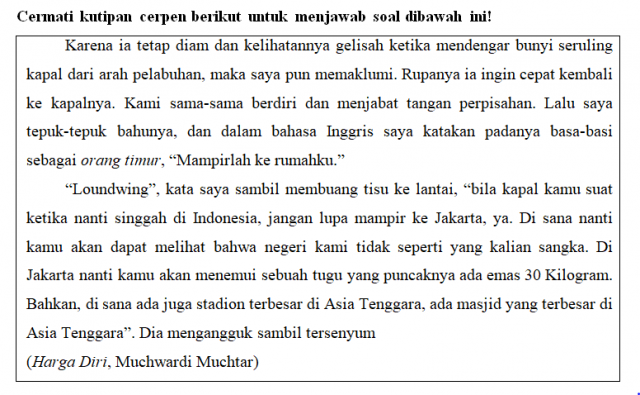 Cermati kutipan cerpen berikut untuk menjawab soal dibawah ini!
Karena ia tetap diam dan kelihatannya gelisah ketika mendengar bunyi seruling
kapal dari arah pelabuhan, maka saya pun memaklumi. Rupanya ia ingin cepat kembali
ke kapalnya. Kami sama-sama berdiri dan menjabat tangan perpisahan. Lalu saya
tepuk-tepuk bahunya, dan dalam bahasa Inggris saya katakan padanya basa-basi
sebagai orang timur, “Mampirlah ke rumahku.”
“Loundwing”, kata saya sambil membuang tisu ke lantai, “bila kapal kamu suat
ketika nanti singgah di Indonesia, jangan lupa mampir ke Jakarta, ya. Di sana nanti
kamu akan dapat melihat bahwa negeri kami tidak seperti yang kalian sangka. Di
Jakarta nanti kamu akan menemui sebuah tugu yang puncaknya ada emas 30 Kilogram.
Bahkan, di sana ada juga stadion terbesar di Asia Tenggara, ada masjid yang terbesar di
Asia Tenggara”. Dia mengangguk sambil tersenyum
(Harga Diri, Muchwardi Muchtar)